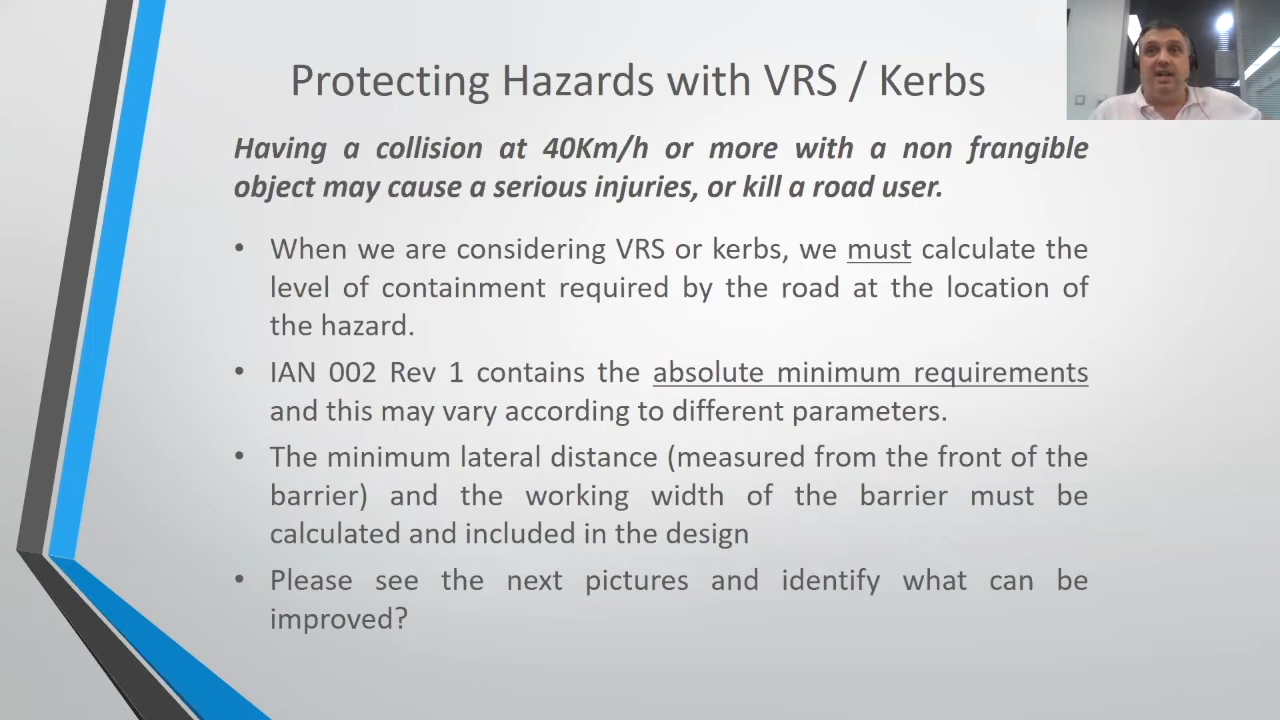 Protecting Hazards with VRS / Kerbs
Having a collision at 40Km/h or more with a non frangible
object may cause a serious injuries, or kill a road user.
• When we are considering VRS or kerbs, we must calculate the
level of containment required by the road at the location of
the hazard.
• IAN 002 Rev 1 contains the absolute minimum requirements
and this may vary according to different parameters.
• The minimum lateral distance (measured from the front of the
barrier) and the working width of the barrier must be
calculated and included in the design
• Please see the next pictures and identify what can be
improved?